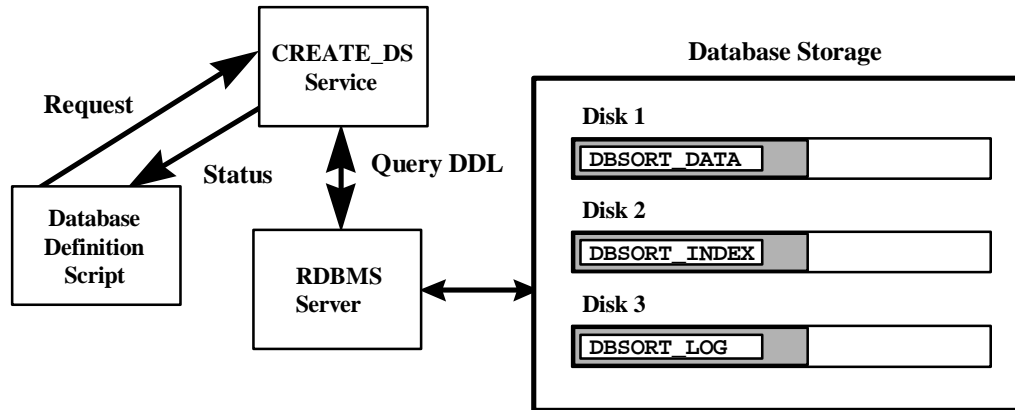 CREATE_DS
Service
Request
Status
Query DDL
Database
Definition
Script
RDBMS
Server
Database Storage
Disk 1
DBSORT_DATA
Disk 2
DBSORT_INDEX
Disk 3
DBSORT_LOG